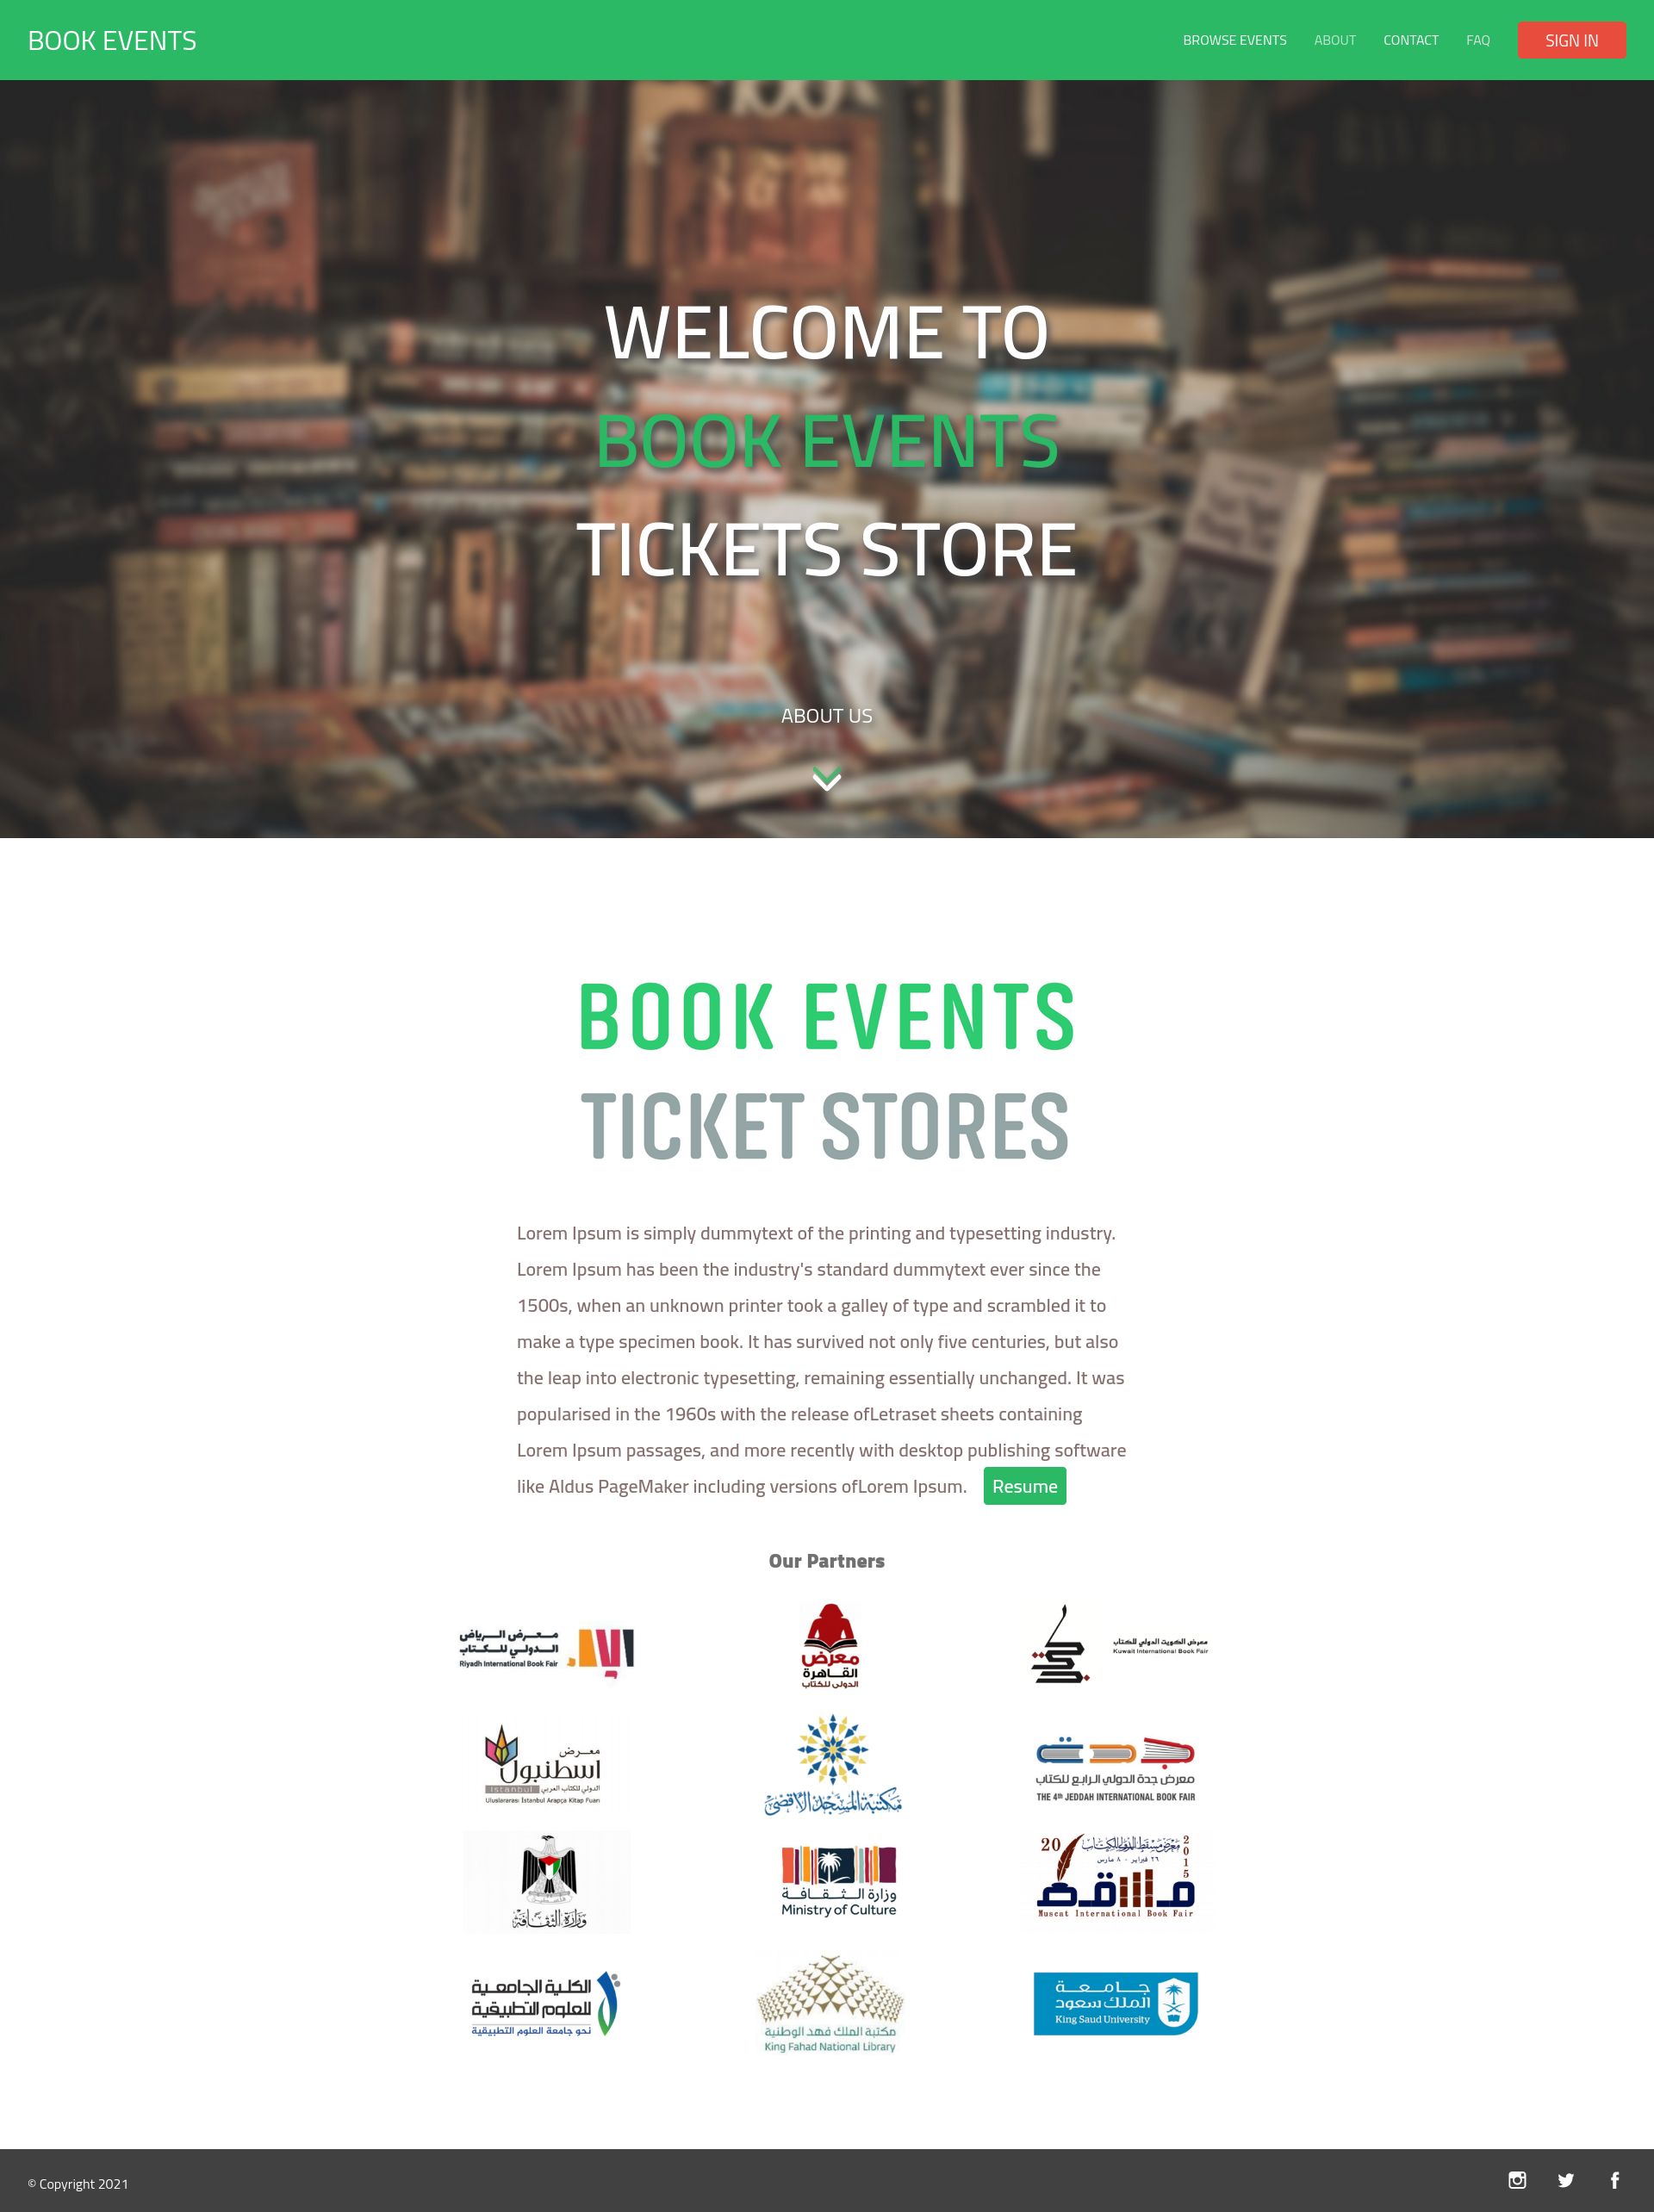 BOOK EVENTS
BROWSE EVENTS
ABOUT
CONTACT
FAQ
SIGN IN
WELCOME TO
BOOK EVENTS
TICKETS STORE
ABOUT US
BOOK EVENTS
TICKET STORES
Lorem Ipsum is simply dummytext of the printing and typesetting industry.
Lorem Ipsum has been the industry's standard dummytext ever since the
1500s, when an unknown printer took a galley of type and scrambled it to
make a type specimen book. It has survived not only five centuries, but also
the leap into electronic typesetting, remaining essentially unchanged. It was
popularised in the 1960s with the release ofLetraset sheets containing
Lorem Ipsum passages, and more recently with desktop publishing software
like Aldus PageMaker including versions ofLorem Ipsum.
Resume
Our Partners
معرض الرياض
الدولي للكتاب
Riyadh International Book Fair
معرض
القاهرة
الدولى للكتاب
معرض الكويت الدولي للكتاب
Kuwait International Book Fair
معرض
اسطنبول
الدولي للكتاب العربي
istanbul
Uluslararası İstanbul Arapça Kitap Fuarı
مكتبة المسجد الأقصى
معرض جدة الدولي الرابع للكتاب
THE 4th JEDDAH INTERNATIONAL BOOK FAIR
فلسطين
وزارة الثقافة
وزارة الثقافة
Ministry of Culture
2015
معرض مسقط الدولي للكتاب
٢٦ فبراير - ٨ مارس
مسقط
Muscat International Book Fair
الكلية الجامعية
للعلوم التطبيقية
نحو جامعة العلوم التطبيقية
مكتبة الملك فهد الوطنية
King Fahad National Library
جامعة
الملك سعود
King Saud University
© Copyright 2021